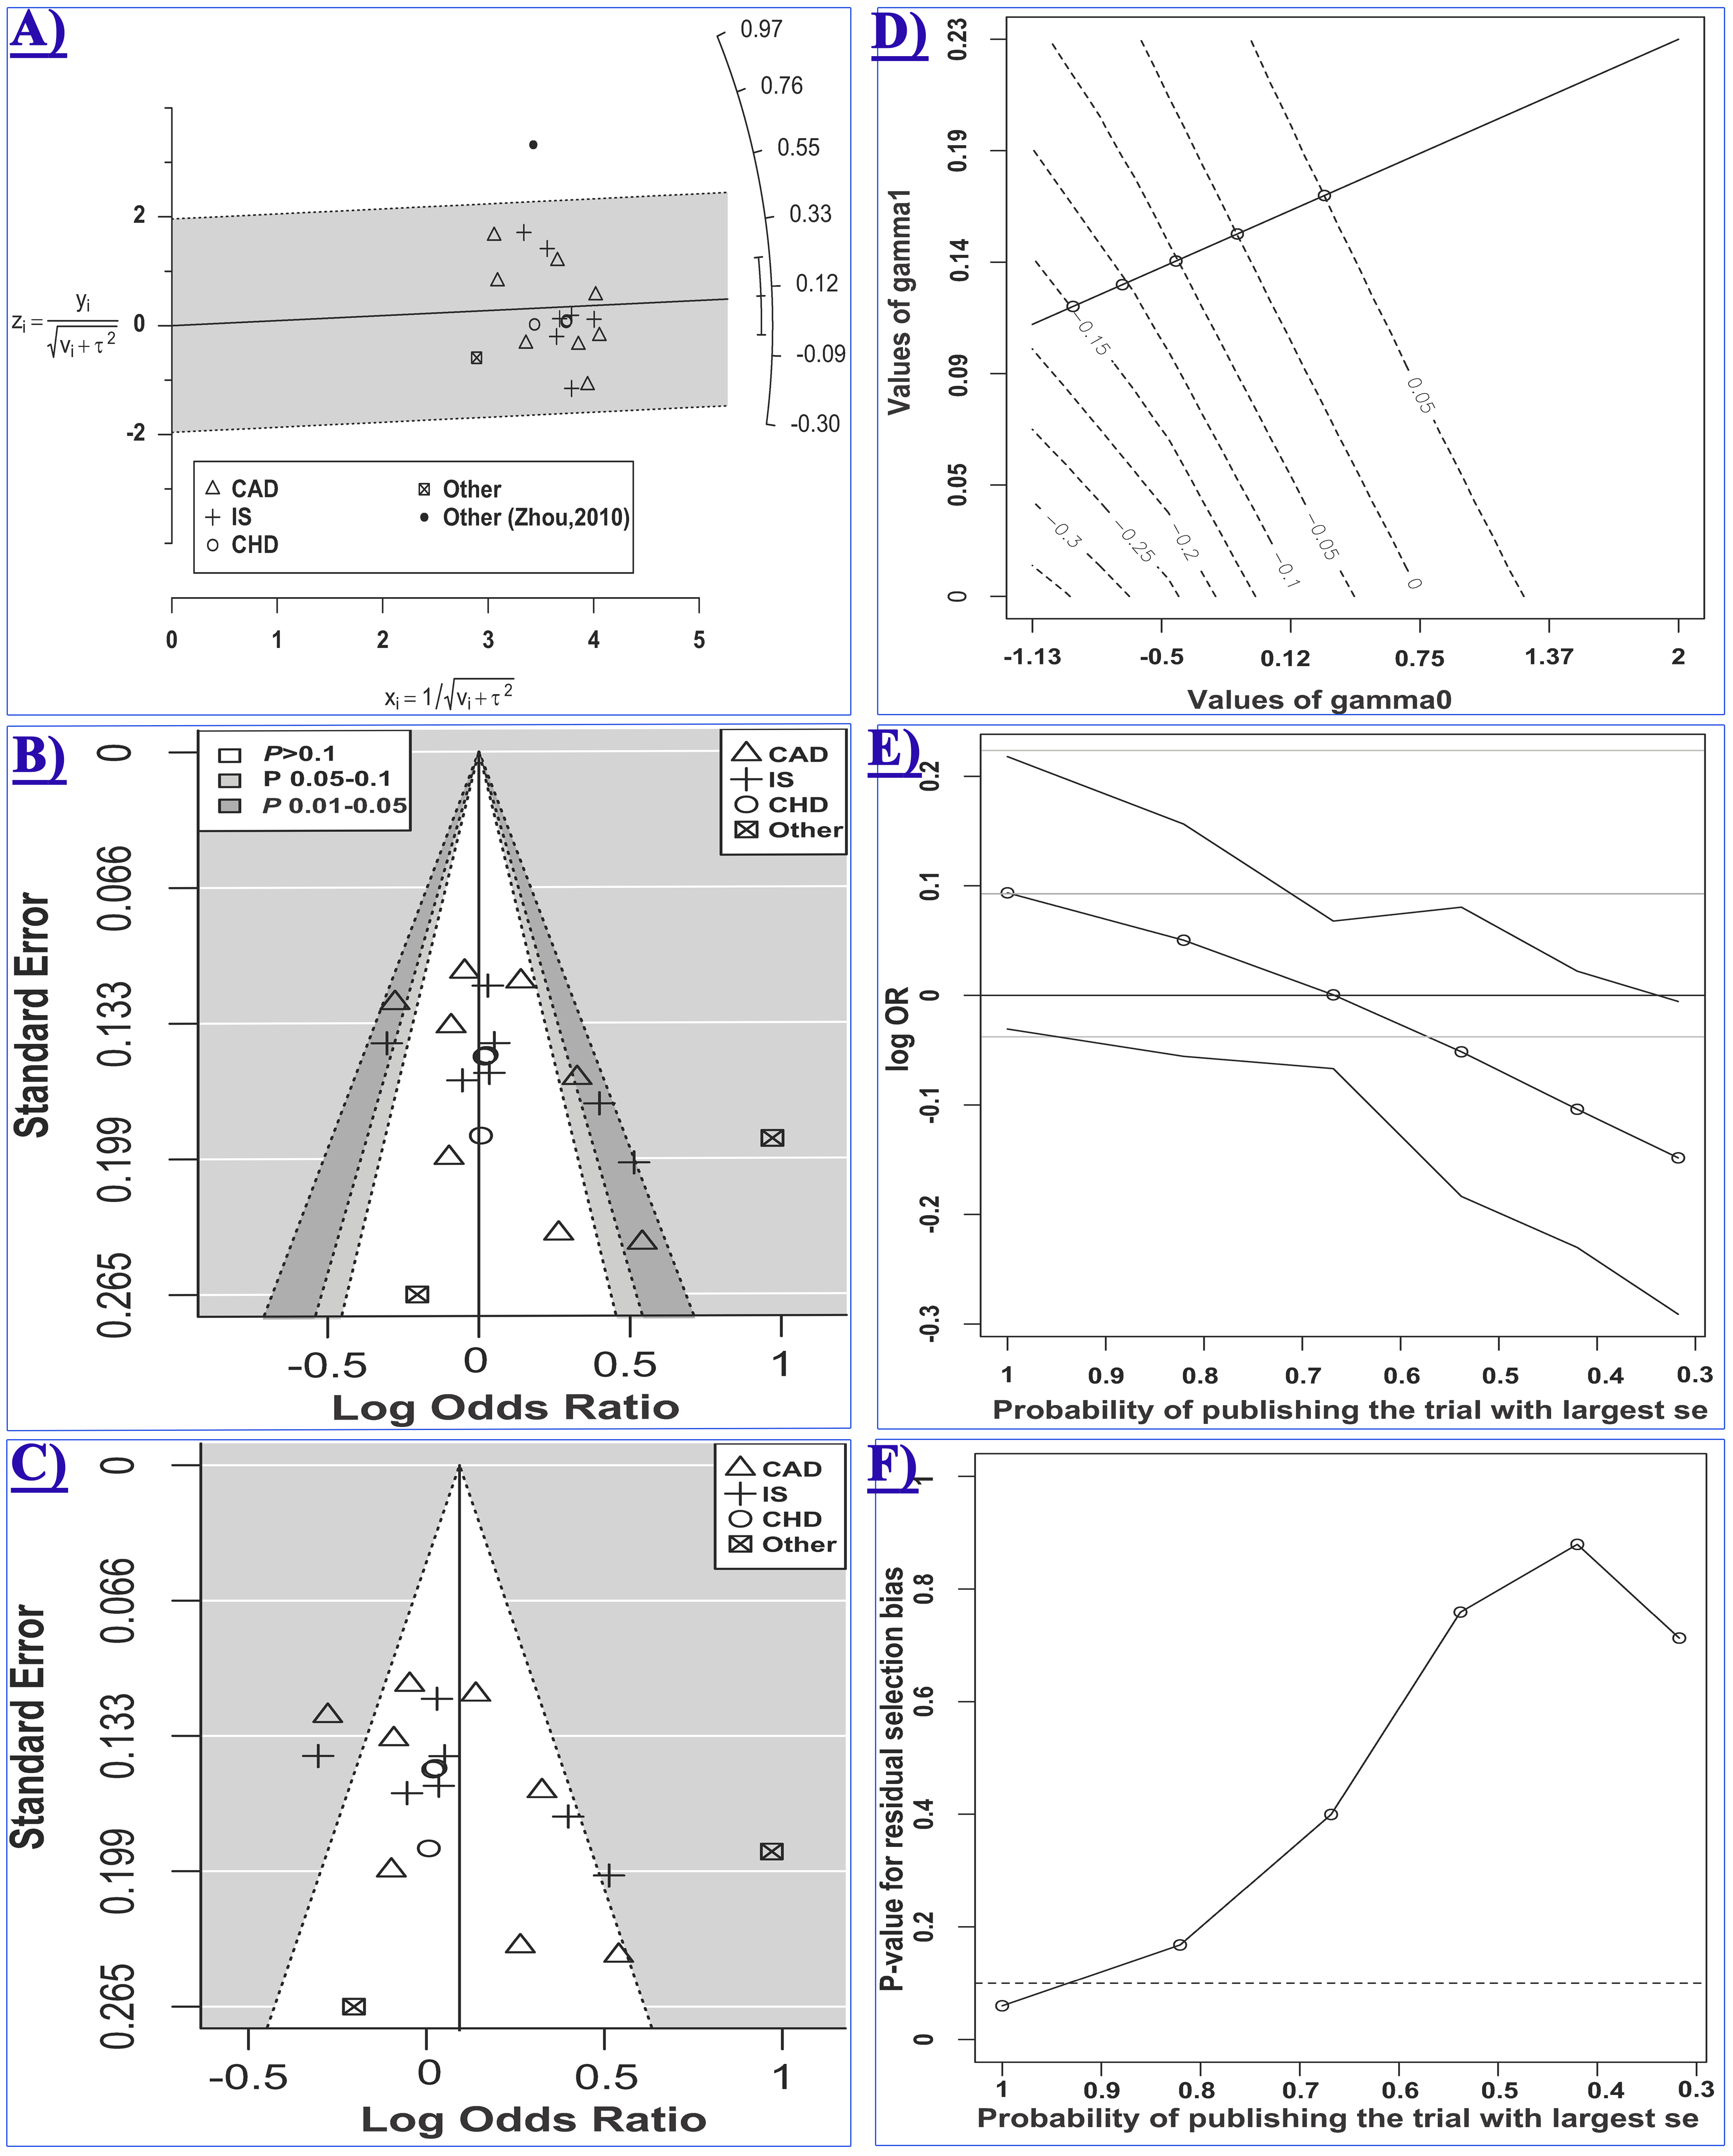 A)
0.97
0.76
0.55
0.33
0.12
-0.09
-0.30
2
0
-2
zi = yi / √vi + τ2
CAD
IS
CHD
Other
Other (Zhou,2010)
0 1 2 3 4 5
xi = 1/√vi + τ2
B)
P>0.1
P 0.05-0.1
P 0.01-0.05
CAD
IS
CHD
Other
Standard Error
0
0.066
0.133
0.199
0.265
-0.5 0 0.5 1
Log Odds Ratio
C)
CAD
IS
CHD
Other
Standard Error
0
0.066
0.133
0.199
0.265
-0.5 0 0.5 1
Log Odds Ratio
D)
Values of gamma1
0.23
0.19
0.14
0.09
0.05
0
−0.15
−0.3
−0.25
−0.2
−0.1
−0.05
0
0.05
-1.13 -0.5 0.12 0.75 1.37 2
Values of gamma0
E)
log OR
0.2
0.1
0
-0.1
-0.2
-0.3
1 0.9 0.8 0.7 0.6 0.5 0.4 0.3
Probability of publishing the trial with largest se
F)
P-value for residual selection bias
1
0.8
0.6
0.4
0.2
0
1 0.9 0.8 0.7 0.6 0.5 0.4 0.3
Probability of publishing the trial with largest se